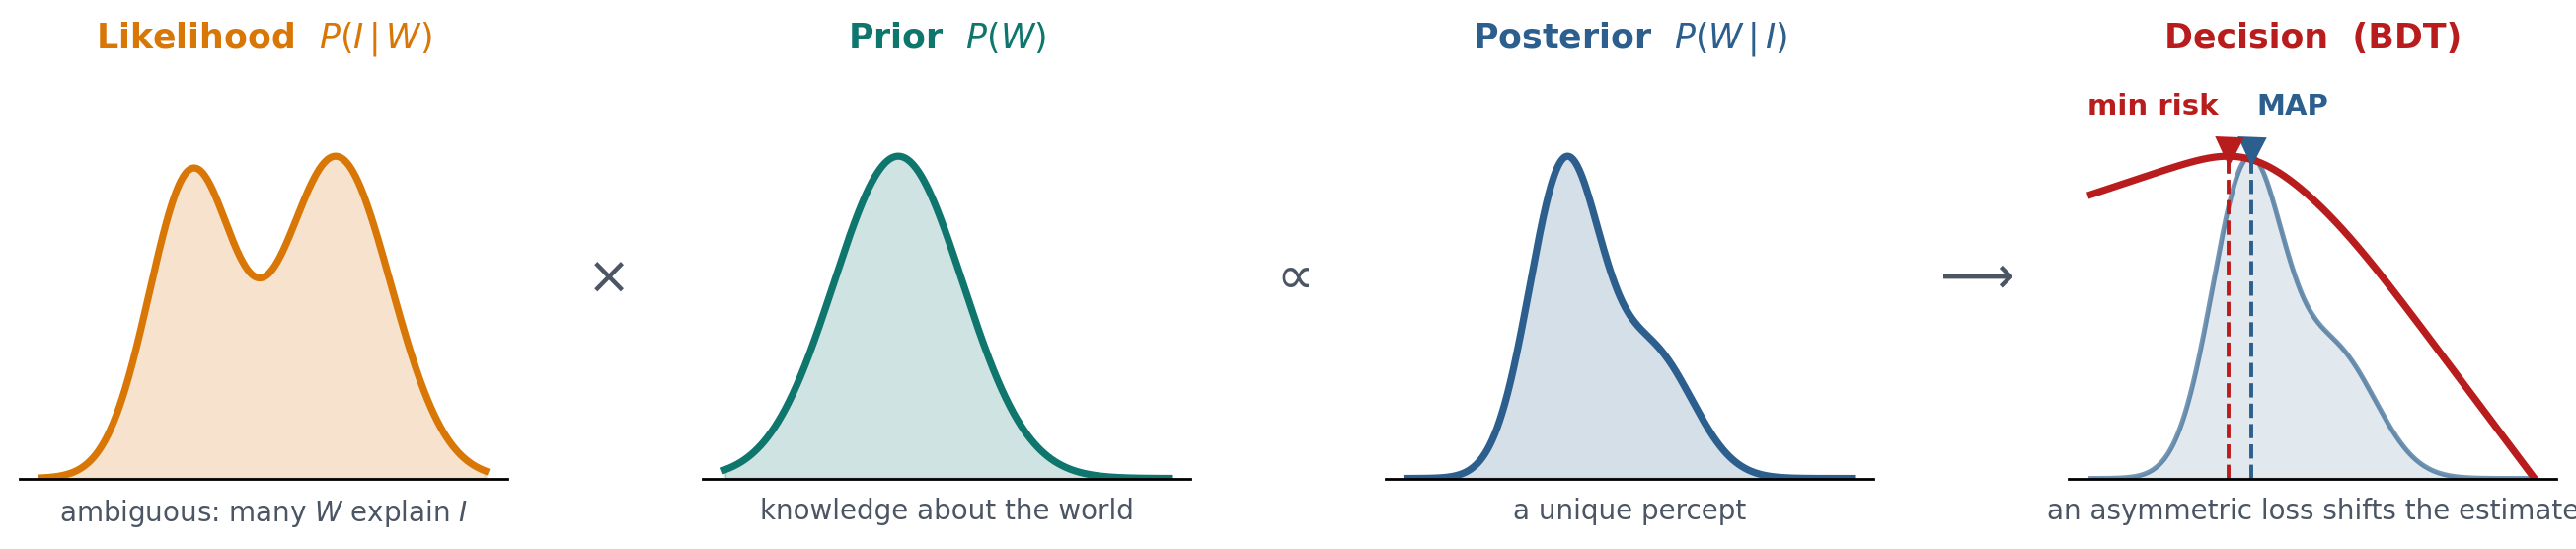 Likelihood P(I | W)
Prior P(W)
Posterior P(W | I)
Decision (BDT)
min risk
MAP
×
∝
⟶
ambiguous: many W explain I
knowledge about the world
a unique percept
an asymmetric loss shifts the estimate